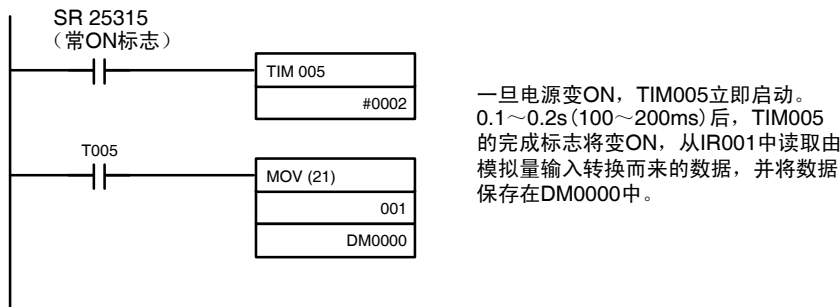 SR 25315
（常ON标志）
TIM 005
#0002
一旦电源变ON，TIM005立即启动。
0.1～0.2s(100～200ms)后，TIM005
的完成标志将变ON，从IR001中读取由
模拟量输入转换而来的数据，并将数据
保存在DM0000中。
T005
MOV (21)
001
DM0000